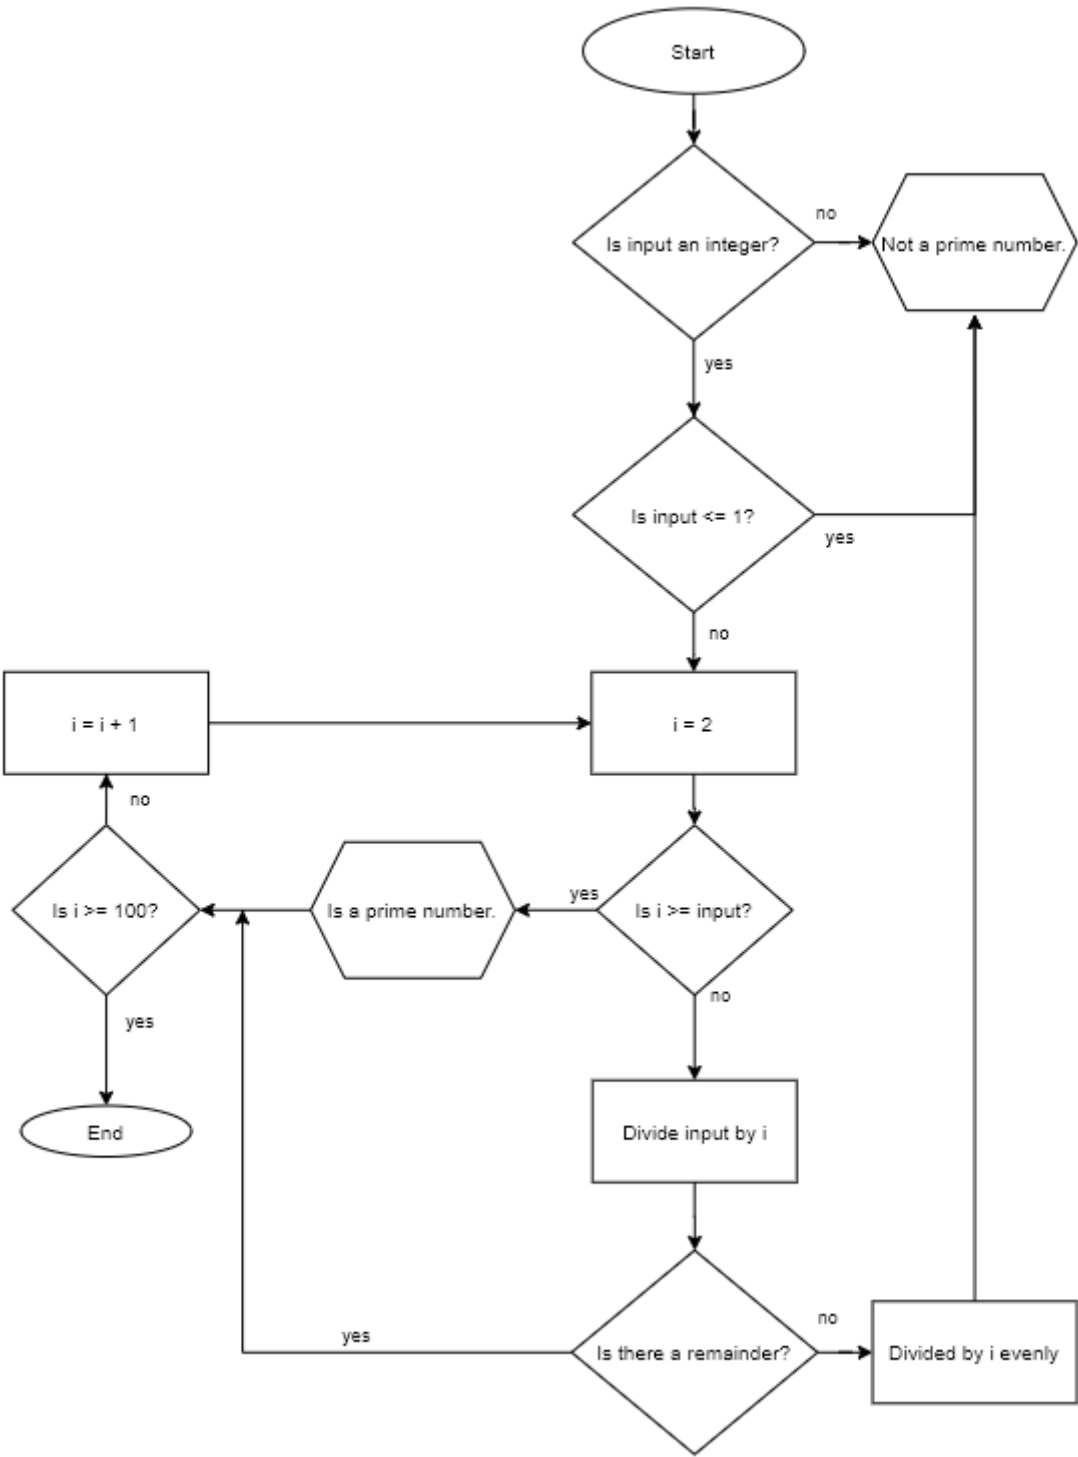 Start
Is input an integer?
no
Not a prime number.
yes
Is input <= 1?
yes
no
i = i + 1
i = 2
no
Is i >= 100?
Is a prime number.
yes
Is i >= input?
no
yes
End
Divide input by i
yes
Is there a remainder?
no
Divided by i evenly